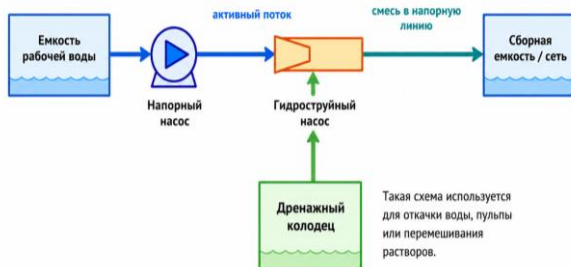 Емкость
рабочей воды
активный поток
смесь в напорную
линию
Сборная
емкость / сеть
Напорный
насос
Гидроструйный
насос
Дренажный
колодец
Такая схема используется
для откачки воды, пульпы
или перемешивания
растворов.